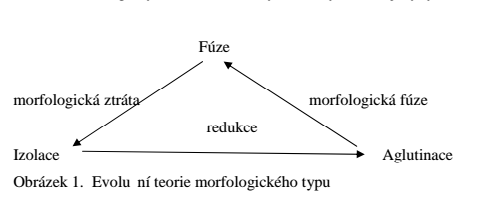 Fúze
morfologická ztráta morfologická fúze
redukce
Izolace Aglutinace
Obrázek 1. Evolu ní teorie morfologického typu